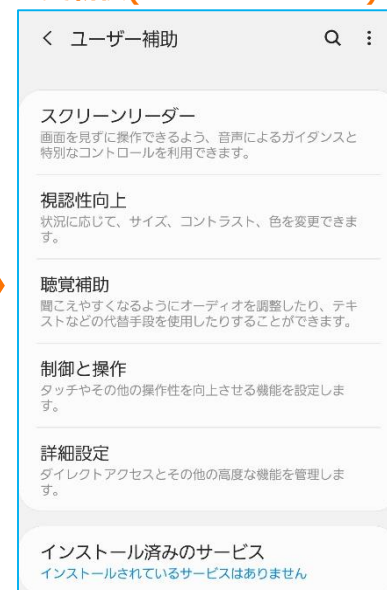 ユーザー補助
スクリーンリーダー
画面を見ずに操作できるよう、音声によるガイダンスと
特別なコントロールを利用できます。
視認性向上
状況に応じて、サイズ、コントラスト、色を変更できま
す。
聴覚補助
聞こえやすくなるようにオーディオを調整したり、テキ
ストなどの代替手段を使用したりすることができます。
制御と操作
タッチやその他の操作性を向上させる機能を設定しま
す。
詳細設定
ダイレクトアクセスとその他の高度な機能を管理しま
す。
インストール済みのサービス
インストールされているサービスはありません